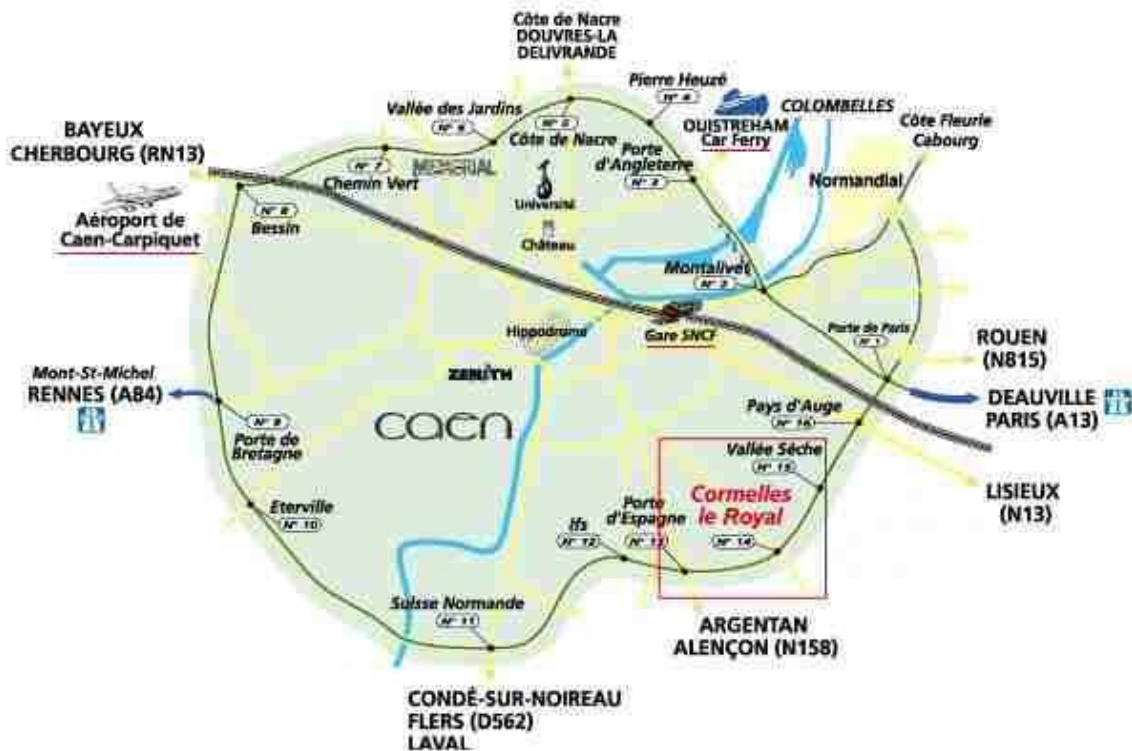 Côte de Nacre
DOUVRES-LA
DELIVRANDE
Pierre Heuzé
N° 4
Vallée des Jardins
N° 6
N° 5
Côte de Nacre
COLOMBELLES
OUISTREHAM
Car Ferry
Côte Fleurie
Cabourg
BAYEUX
CHERBOURG (RN13)
N° 7
Chemin Vert
MEMORIAL
Porte
d'Angleterre
N° 3
Normandial
Université
Aéroport de
Caen-Carpiquet
N° 8
Bessin
Château
Montalivet
N° 2
Hippodrome
Gare SNCF
Porte de Paris
N° 1
ROUEN
(N815)
ZENITH
Mont-St-Michel
RENNES (A84)
DEAUVILLE
PARIS (A13)
caen
Pays d'Auge
N° 16
N° 9
Porte de
Bretagne
Vallée Sèche
N° 15
LISIEUX
(N13)
Cormelles
le Royal
N° 14
Eterville
N° 10
Porte
d'Espagne
N° 13
Ifs
N° 12
Suisse Normande
N° 11
ARGENTAN
ALENÇON (N158)
CONDÉ-SUR-NOIREAU
FLERS (D562)
LAVAL